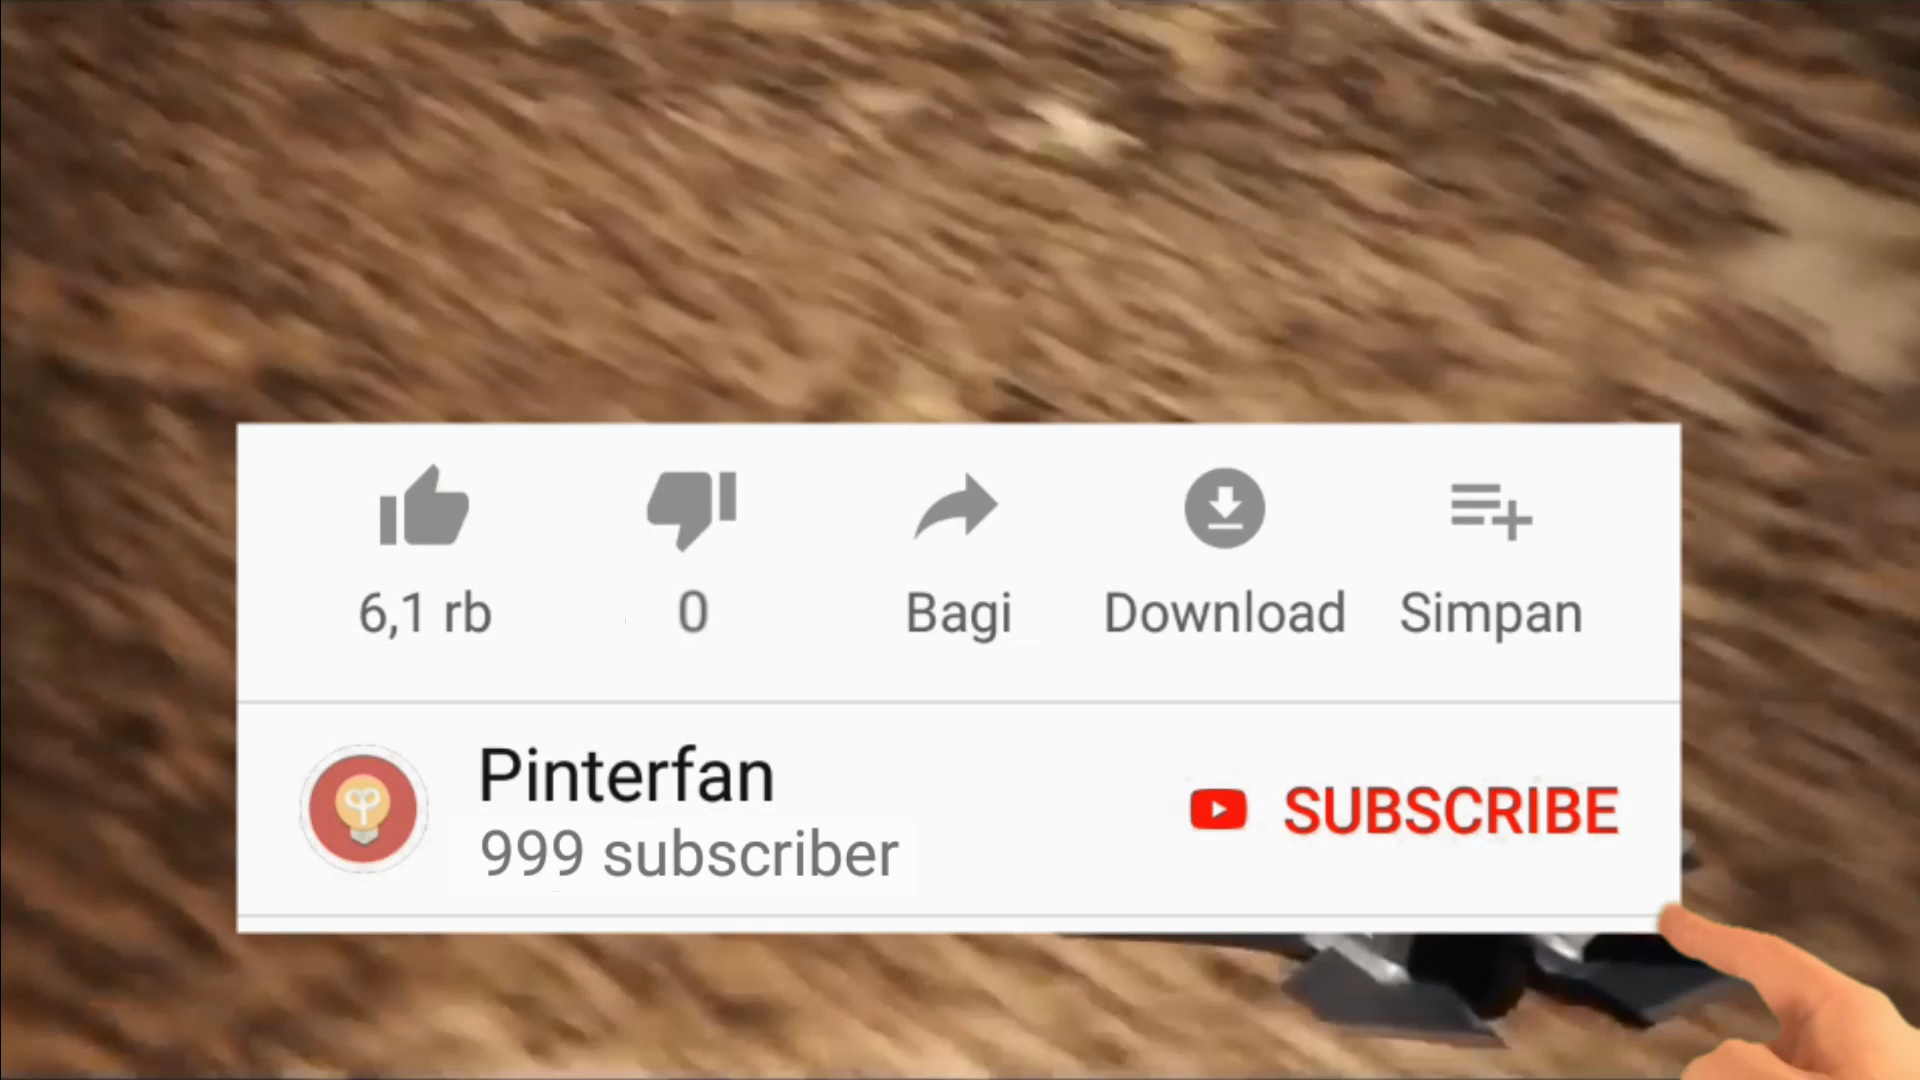 6,1 rb
0
Bagi
Download
Simpan
Pinterfan
999 subscriber
SUBSCRIBE